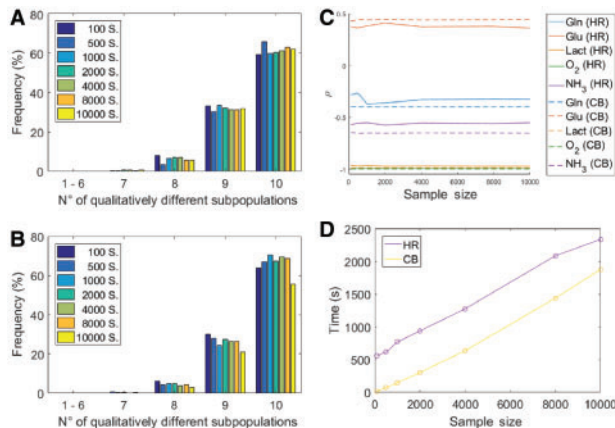 A
80
60
40
20
0
Frequency (%)
100 S.
500 S.
1000 S.
2000 S.
4000 S.
8000 S.
10000 S.
1 - 6 7 8 9 10
N° of qualitatively different subpopulations
B
80
60
40
20
0
Frequency (%)
100 S.
500 S.
1000 S.
2000 S.
4000 S.
8000 S.
10000 S.
1 - 6 7 8 9 10
N° of qualitatively different subpopulations
C
0.5
0
-0.5
-1
ρ
0 2000 4000 6000 8000 10000
Sample size
Gln (HR)
Glu (HR)
Lact (HR)
O2 (HR)
NH3 (HR)
Gln (CB)
Glu (CB)
Lact (CB)
O2 (CB)
NH3 (CB)
D
2500
2000
1500
1000
500
0
Time (s)
HR
CB
0 2000 4000 6000 8000 10000
Sample size